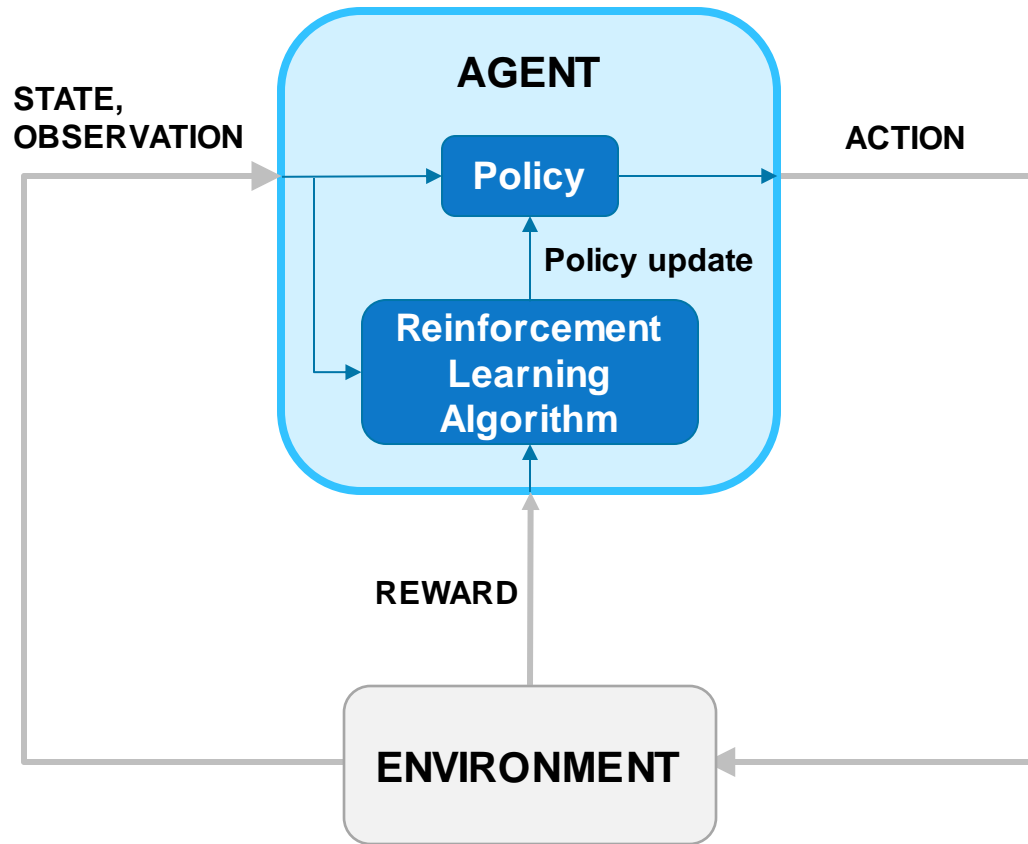 AGENT
STATE,
OBSERVATION
ACTION
Policy
Policy update
Reinforcement
Learning
Algorithm
REWARD
ENVIRONMENT